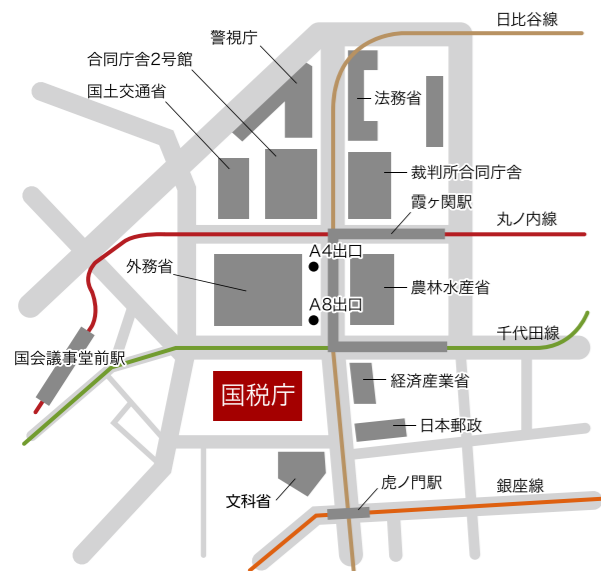 日比谷線
警視庁
合同庁舎2号館
国土交通省
法務省
裁判所合同庁舎
霞ヶ関駅
丸ノ内線
A4出口
外務省
農林水産省
A8出口
千代田線
国会議事堂前駅
経済産業省
国税庁
日本郵政
虎ノ門駅
銀座線
文科省